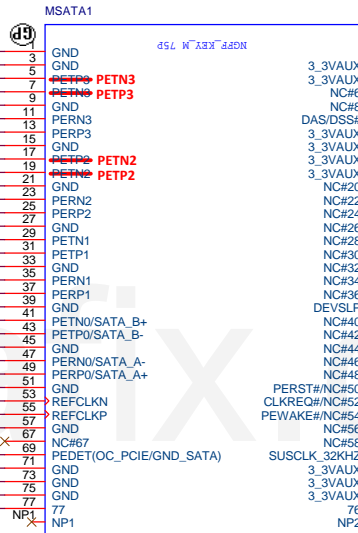 MSATA1
GP
NGFF_KEY_M_75P
1 GND
3 GND 3_3VAUX
5 PETP3 PETN3 3_3VAUX
7 PETN3 PETP3 NC#6
9 GND NC#8
11 PERN3 DAS/DSS#
13 PERP3 3_3VAUX
15 GND 3_3VAUX
17 PETP2 PETN2 3_3VAUX
19 PETN2 PETP2 3_3VAUX
21 GND NC#20
23 PERN2 NC#22
25 PERP2 NC#24
27 GND NC#26
29 PETN1 NC#28
31 PETP1 NC#30
33 GND NC#32
35 PERN1 NC#34
37 PERP1 NC#36
39 GND DEVSLP
41 PETN0/SATA_B+ NC#40
43 PETP0/SATA_B- NC#42
45 GND NC#44
47 PERN0/SATA_A- NC#46
49 PERP0/SATA_A+ NC#48
51 GND PERST#/NC#50
53 REFCLKN CLKREQ#/NC#52
55 REFCLKP PEWAKE#/NC#54
57 GND NC#56
67 NC#67 NC#58
69 PEDET(OC_PCIE/GND_SATA) SUSCLK_32KHZ
71 GND 3_3VAUX
73 GND 3_3VAUX
75 GND 3_3VAUX
77 77 76
NP1 NP1 NP2
ofix.